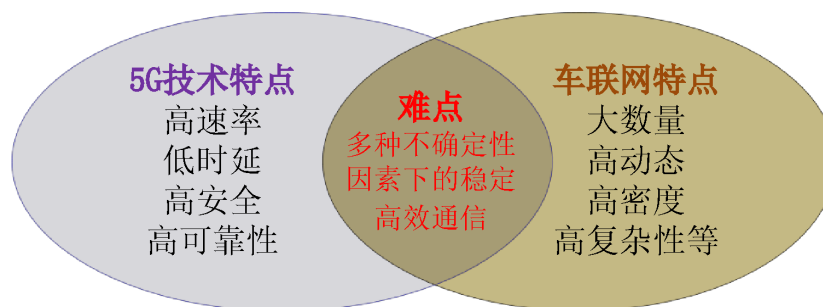 5G技术特点
高速率
低时延
高安全
高可靠性
难点
多种不确定性
因素下的稳定
高效通信
车联网特点
大数量
高动态
高密度
高复杂性等